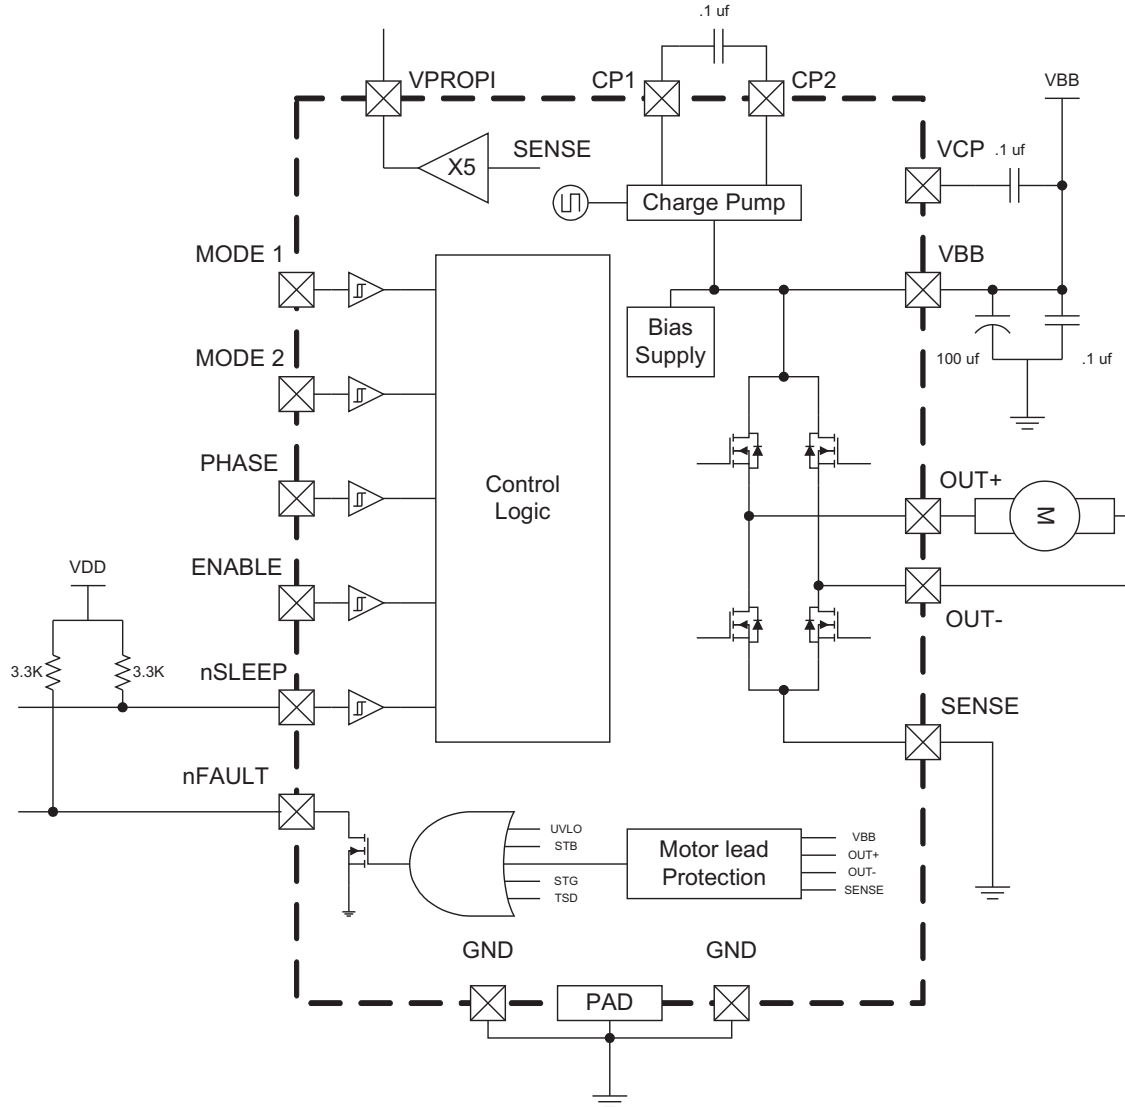 .1 uf
VPROPI
CP1
CP2
VBB
X5
SENSE
VCP
.1 uf
Charge Pump
MODE 1
VBB
Bias
Supply
100 uf
.1 uf
MODE 2
PHASE
Control
Logic
OUT+
M
ENABLE
VDD
OUT-
3.3K
3.3K
nSLEEP
SENSE
nFAULT
UVLO
STB
STG
TSD
Motor lead
Protection
VBB
OUT+
OUT-
SENSE
GND
GND
PAD